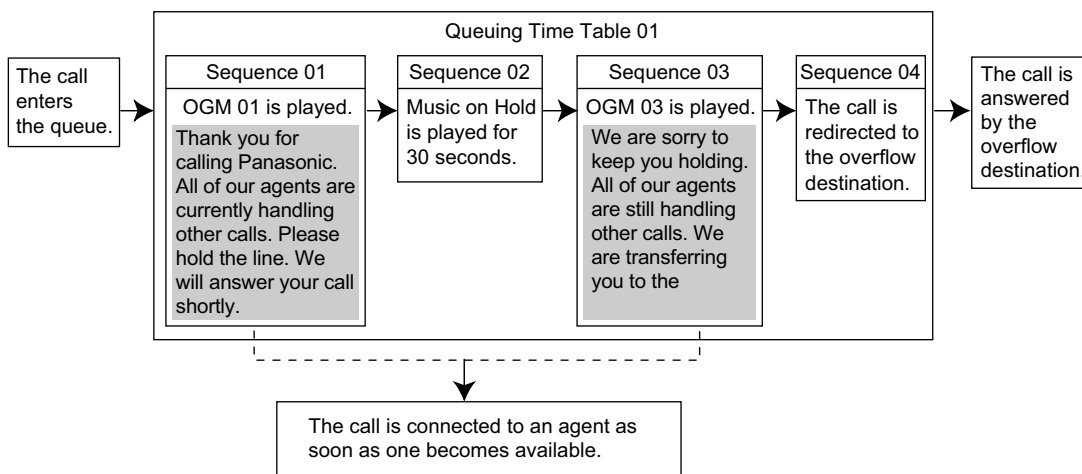 Queuing Time Table 01
The call
enters
the queue.
Sequence 01
OGM 01 is played.
Thank you for
calling Panasonic.
All of our agents are
currently handling
other calls. Please
hold the line. We
will answer your call
shortly.
Sequence 02
Music on Hold
is played for
30 seconds.
Sequence 03
OGM 03 is played.
We are sorry to
keep you holding.
All of our agents
are still handling
other calls. We
are transferring
you to the
Sequence 04
The call is
redirected to
the overflow
destination.
The call is
answered
by the
overflow
destination.
The call is connected to an agent as
soon as one becomes available.